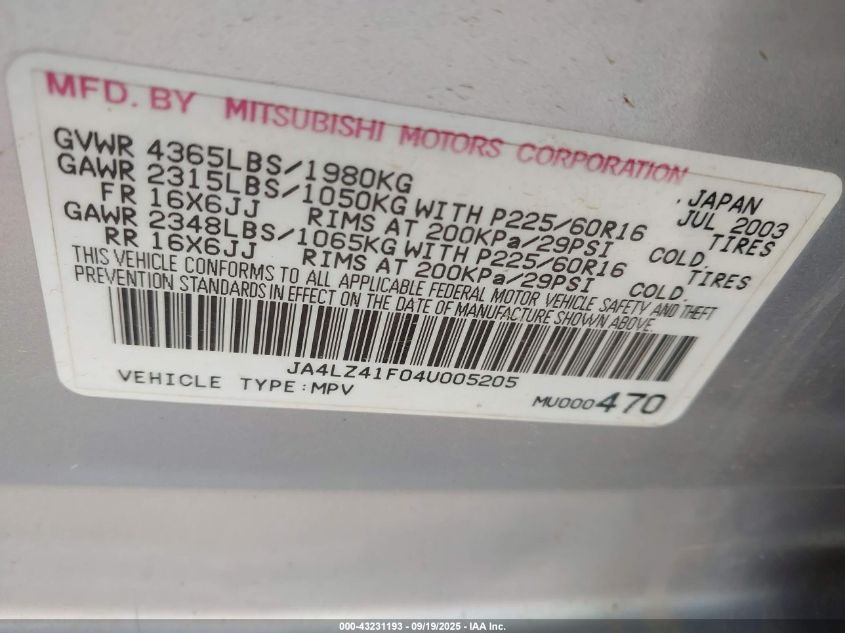 MFD. BY MITSUBISHI MOTORS CORPORATION
GVWR 4365LBS/1980KG JAPAN
GAWR 2315LBS/1050KG WITH P225/60R16 JUL 2003
FR 16X6JJ RIMS AT 200KPa/29PSI COLD. TIRES
GAWR 2348LBS/1065KG WITH P225/60R16 TIRES
RR 16X6JJ RIMS AT 200KPa/29PSI COLD.
THIS VEHICLE CONFORMS TO ALL APPLICABLE FEDERAL MOTOR VEHICLE SAFETY AND THEFT
PREVENTION STANDARDS IN EFFECT ON THE DATE OF MANUFACTURE SHOWN ABOVE.
JA4LZ41F04U005205
VEHICLE TYPE:MPV MU000470
000-43231193 - 09/19/2025 - IAA Inc.